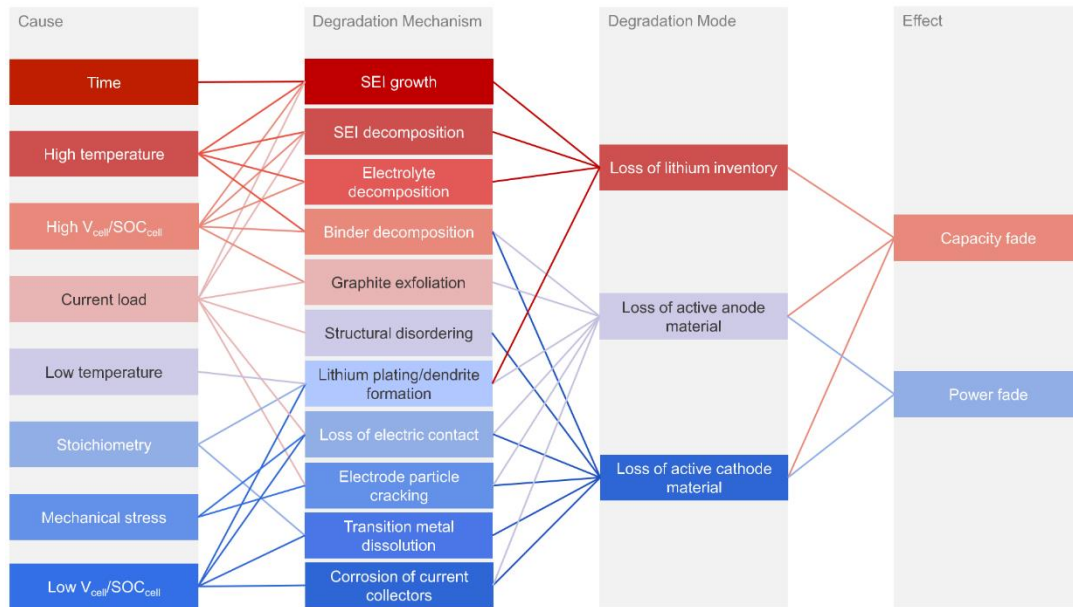 Cause
Degradation Mechanism
Degradation Mode
Effect
Time
High temperature
High Vcell/SOCcell
Current load
Low temperature
Stoichiometry
Mechanical stress
Low Vcell/SOCcell
SEI growth
SEI decomposition
Electrolyte
decomposition
Binder decomposition
Graphite exfoliation
Structural disordering
Lithium plating/dendrite
formation
Loss of electric contact
Electrode particle
cracking
Transition metal
dissolution
Corrosion of current
collectors
Loss of lithium inventory
Loss of active anode
material
Loss of active cathode
material
Capacity fade
Power fade